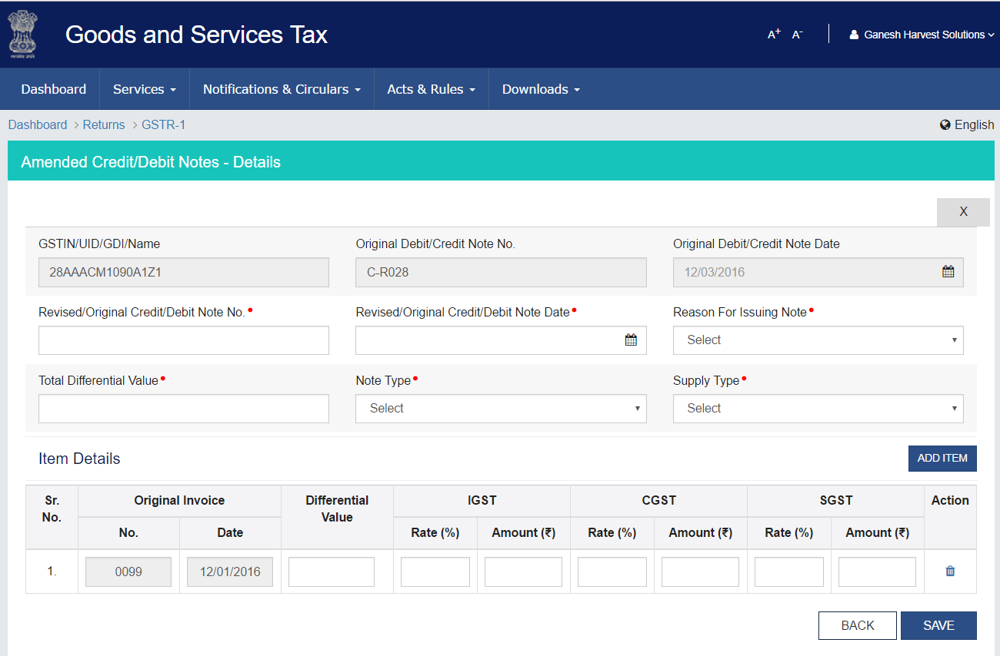 Goods and Services Tax
A+ A-
Ganesh Harvest Solutions
Dashboard Services Notifications & Circulars Acts & Rules Downloads
Dashboard > Returns > GSTR-1
English
Amended Credit/Debit Notes - Details
X
GSTIN/UID/GDI/Name Original Debit/Credit Note No. Original Debit/Credit Note Date
28AAACM1090A1Z1 C-R028 12/03/2016
Revised/Original Credit/Debit Note No.• Revised/Original Credit/Debit Note Date• Reason For Issuing Note•
Select
Total Differential Value• Note Type• Supply Type•
Select Select
Item Details ADD ITEM
Sr. No. Original Invoice Differential Value IGST CGST SGST Action
No. Date Rate (%) Amount (₹) Rate (%) Amount (₹) Rate (%) Amount (₹)
1. 0099 12/01/2016
BACK SAVE